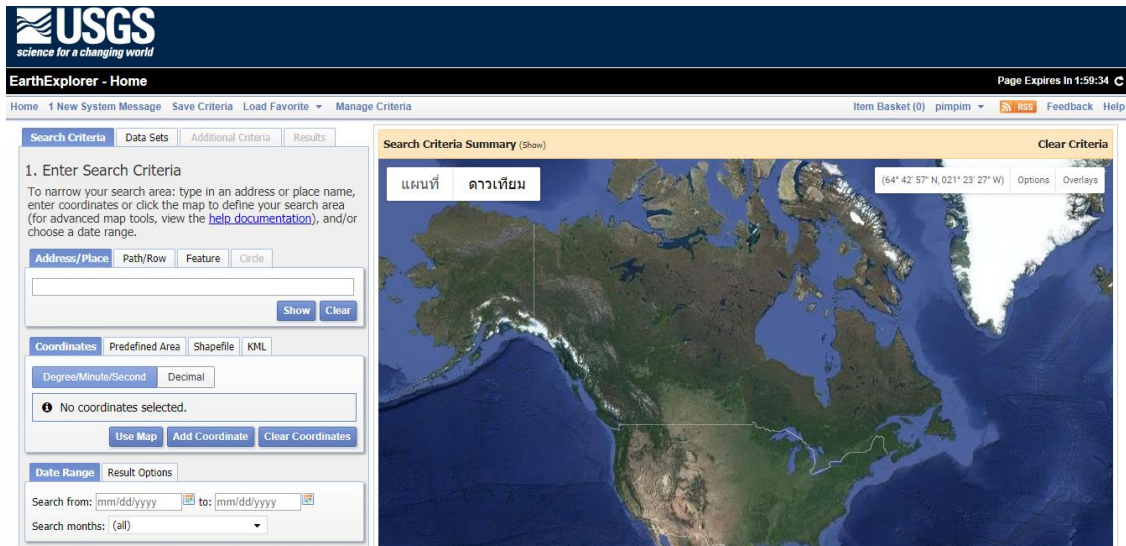 USGS
science for a changing world
EarthExplorer - Home
Page Expires In 1:59:34
Home 1 New System Message Save Criteria Load Favorite Manage Criteria
Item Basket (0) pimpim RSS Feedback Help
Search Criteria Data Sets Additional Criteria Results
1. Enter Search Criteria
To narrow your search area: type in an address or place name,
enter coordinates or click the map to define your search area
(for advanced map tools, view the help documentation), and/or
choose a date range.
Address/Place Path/Row Feature Circle
Show Clear
Coordinates Predefined Area Shapefile KML
Degree/Minute/Second Decimal
No coordinates selected.
Use Map Add Coordinate Clear Coordinates
Date Range Result Options
Search from: mm/dd/yyyy to: mm/dd/yyyy
Search months: (all)
Search Criteria Summary (Show) Clear Criteria
แผนที่ ดาวเทียม
(64° 42' 57" N, 021° 23' 27" W) Options Overlays